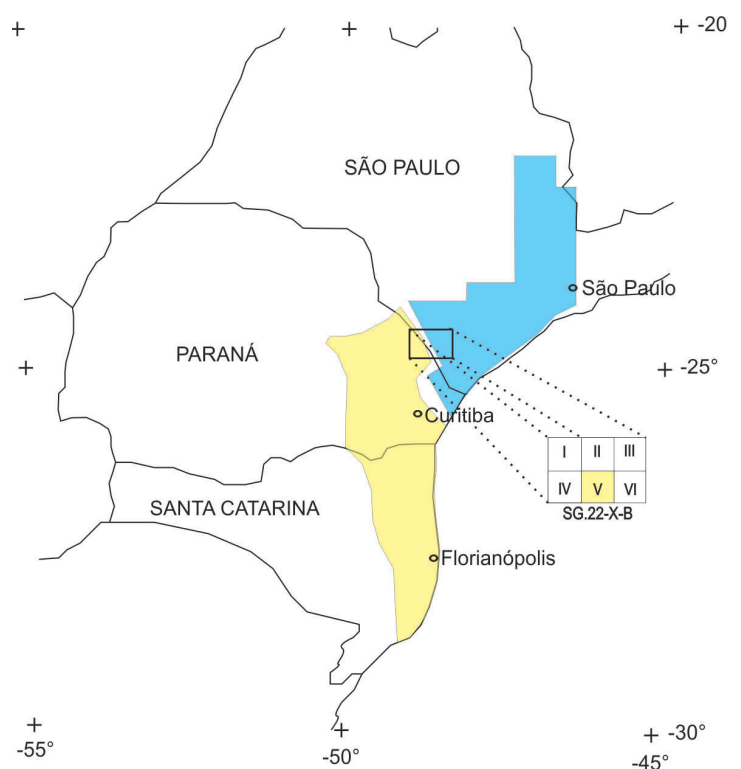 -20
SÃO PAULO
São Paulo
PARANÁ
-25°
Curitiba
I II III
IV V VI
SG.22-X-B
SANTA CATARINA
Florianópolis
-55°
-50°
-30°
-45°